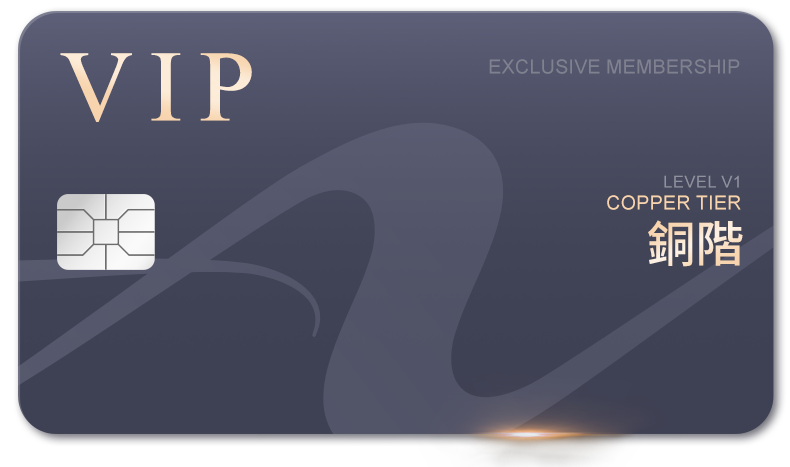 VIP
EXCLUSIVE MEMBERSHIP
LEVEL V1
COPPER TIER
銅階